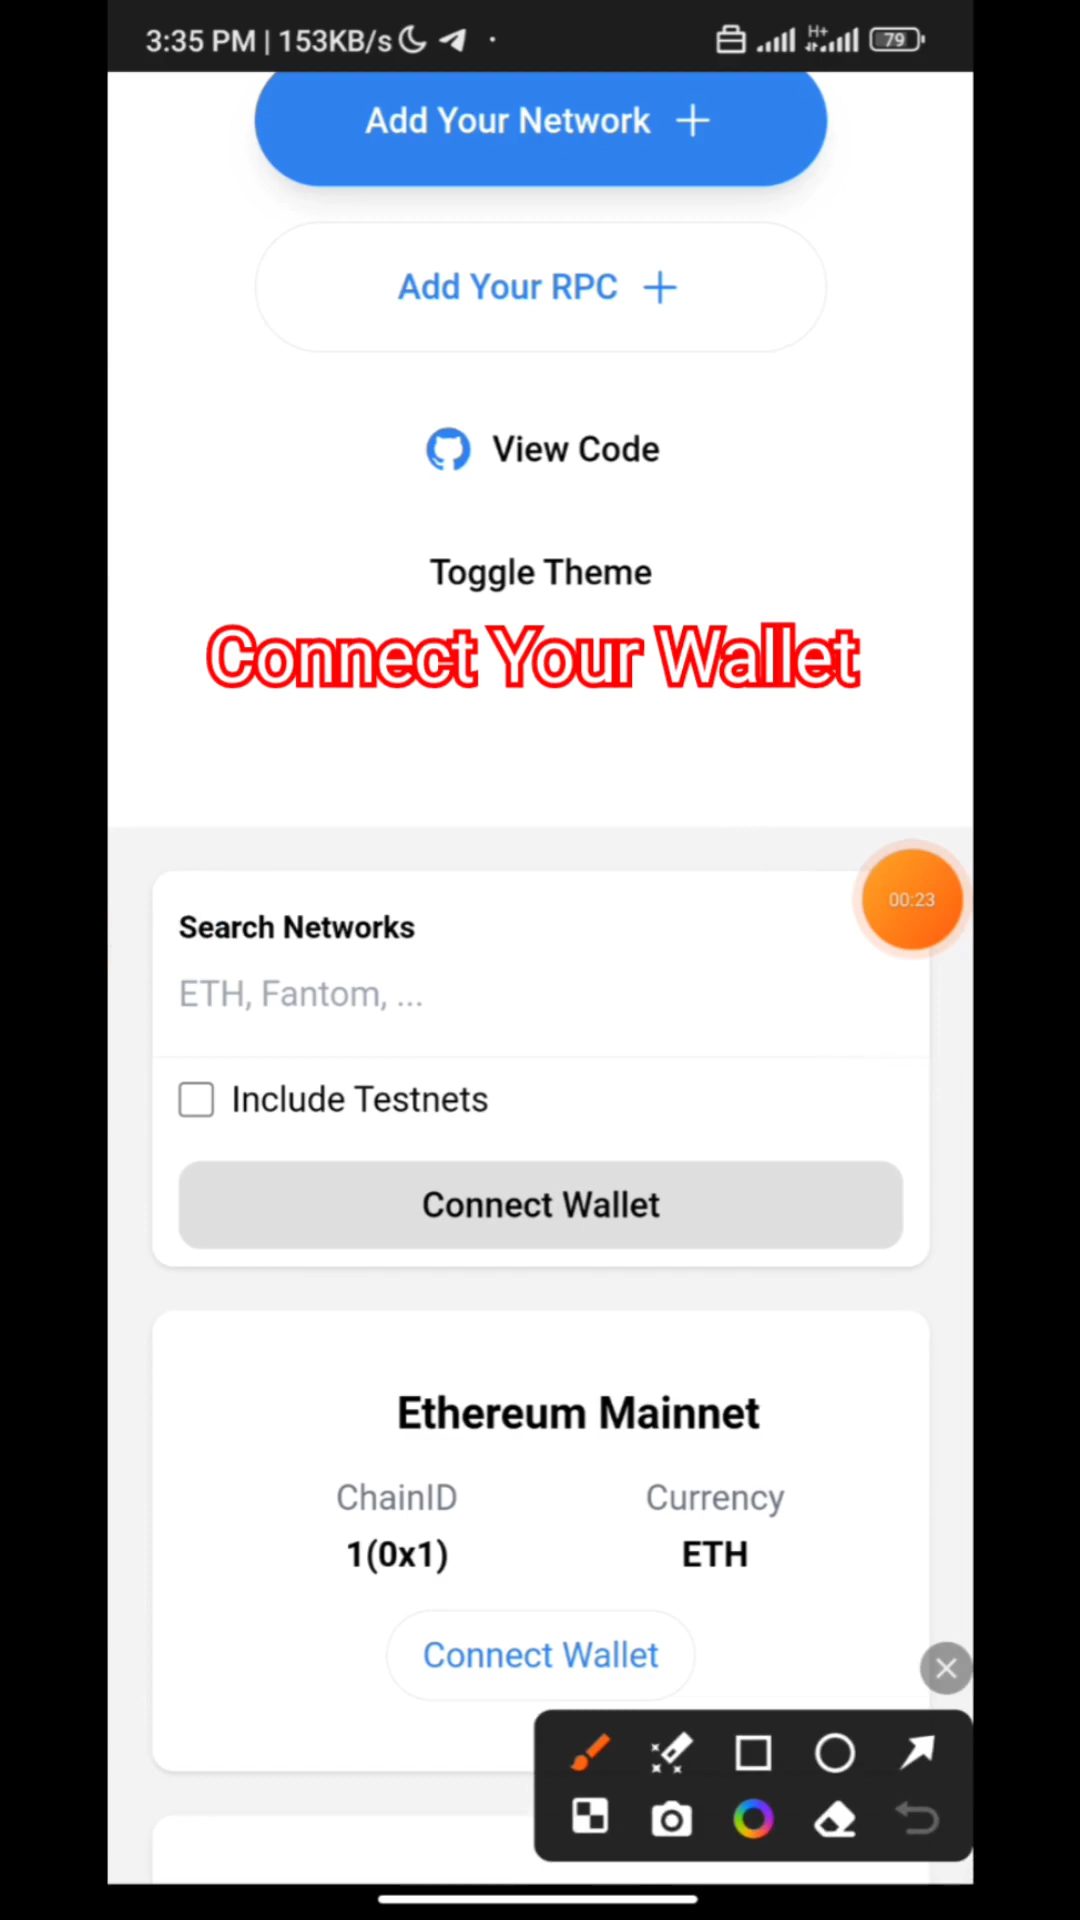 3:35 PM | 153KB/s
H+
79
Add Your Network
Add Your RPC
View Code
Toggle Theme
Connect Your Wallet
00:23
Search Networks
ETH, Fantom, ...
Include Testnets
Connect Wallet
Ethereum Mainnet
ChainID Currency
1(0x1) ETH
Connect Wallet